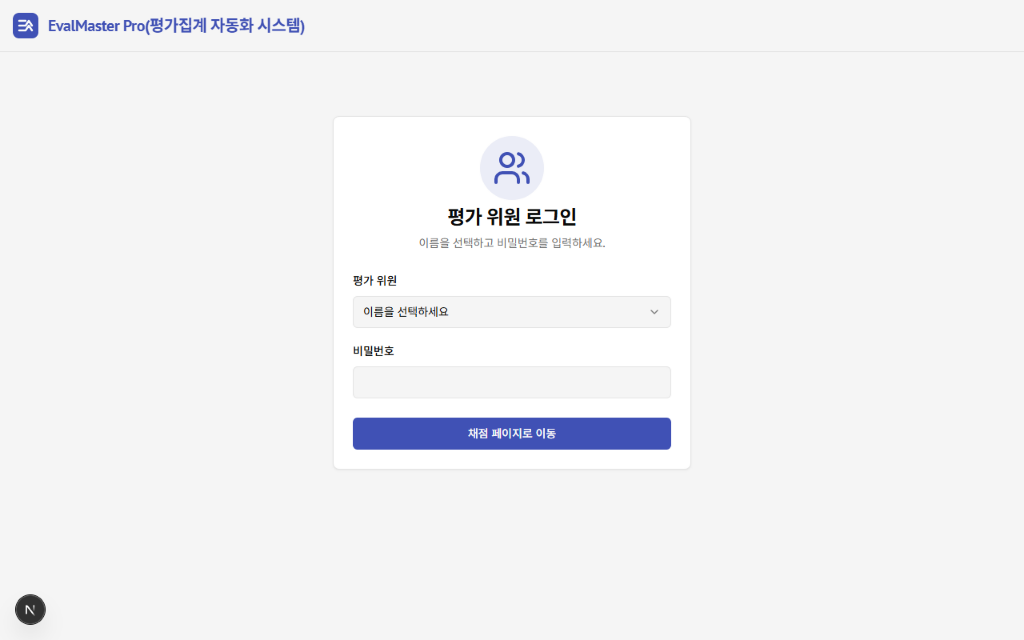 EvalMaster Pro(평가집계 자동화 시스템)
평가 위원 로그인
이름을 선택하고 비밀번호를 입력하세요.
평가 위원
이름을 선택하세요
비밀번호
채점 페이지로 이동
N